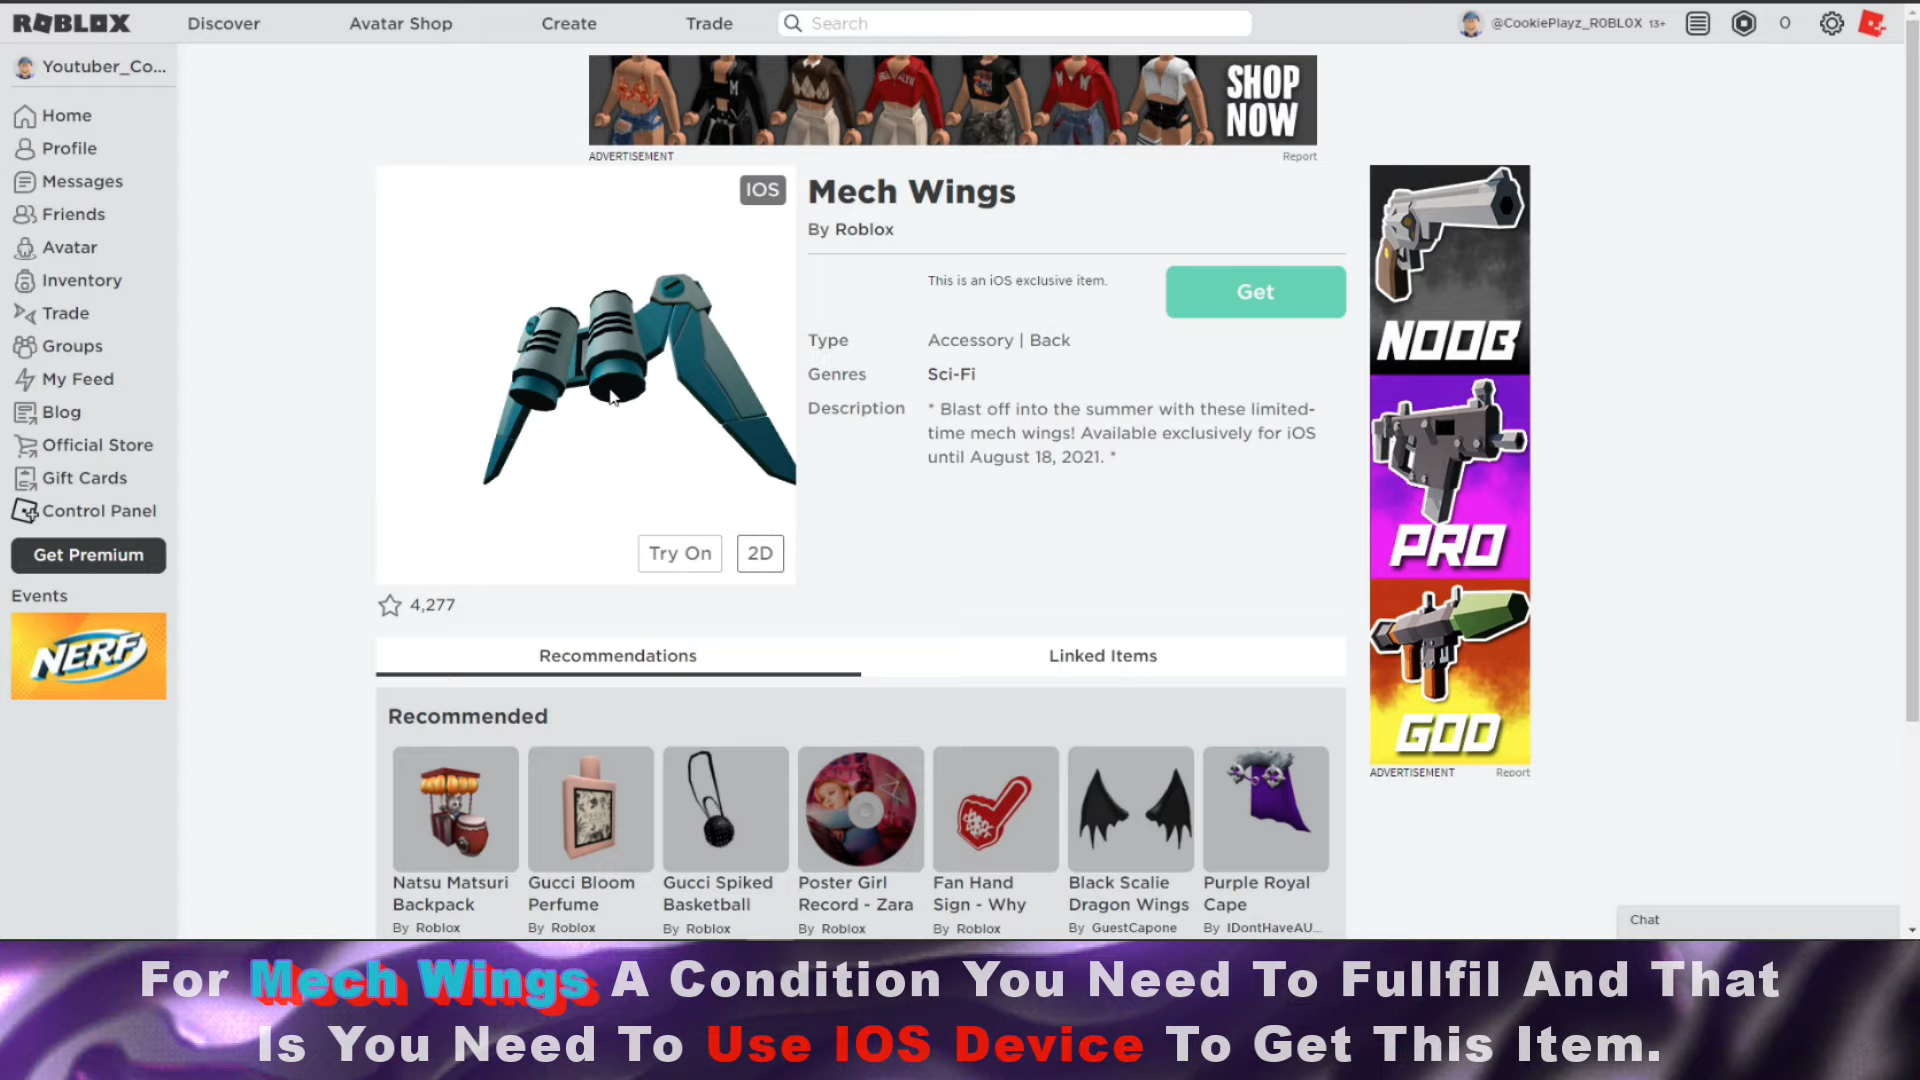 ROBLOX
Discover
Avatar Shop
Create
Trade
Search
@CookiePlayz_R0BL0X 13+
0
Youtuber_Co...
Home
Profile
Messages
Friends
Avatar
Inventory
Trade
Groups
My Feed
Blog
Official Store
Gift Cards
Control Panel
Get Premium
Events
NERF
SHOP
NOW
ADVERTISEMENT
Report
IOS
Try On
2D
4,277
Mech Wings
By Roblox
This is an iOS exclusive item.
Get
Type
Accessory | Back
Genres
Sci-Fi
Description
* Blast off into the summer with these limited-
time mech wings! Available exclusively for iOS
until August 18, 2021. *
NOOB
PRO
GOD
ADVERTISEMENT
Report
Recommendations
Linked Items
Recommended
Natsu Matsuri
Backpack
By Roblox
Gucci Bloom
Perfume
By Roblox
Gucci Spiked
Basketball
By Roblox
Poster Girl
Record - Zara
By Roblox
Fan Hand
Sign - Why
By Roblox
Black Scalie
Dragon Wings
By GuestCapone
Purple Royal
Cape
By IDontHaveAU...
Chat
For Mech Wings A Condition You Need To Fullfil And That
Is You Need To Use IOS Device To Get This Item.